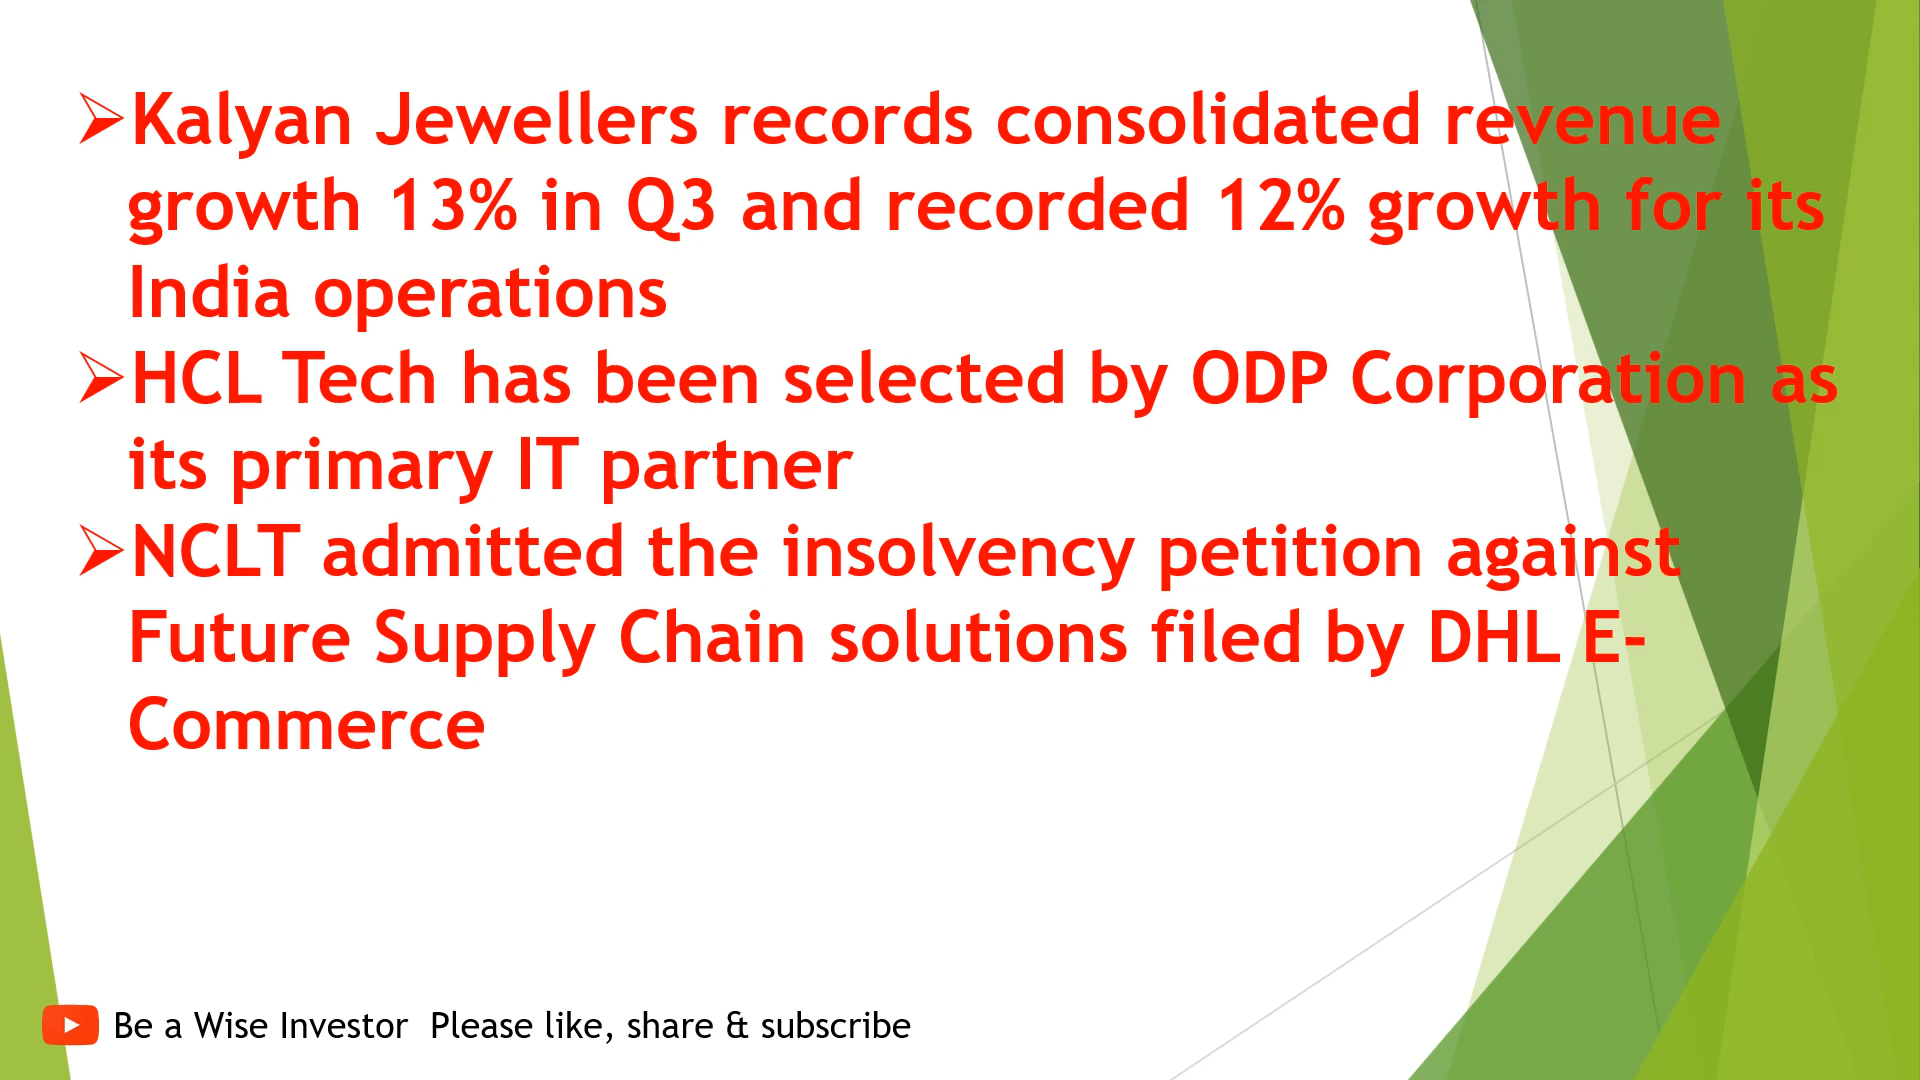 ➢Kalyan Jewellers records consolidated revenue
growth 13% in Q3 and recorded 12% growth for its
India operations
➢HCL Tech has been selected by ODP Corporation as
its primary IT partner
➢NCLT admitted the insolvency petition against
Future Supply Chain solutions filed by DHL E-
Commerce
Be a Wise Investor  Please like, share & subscribe